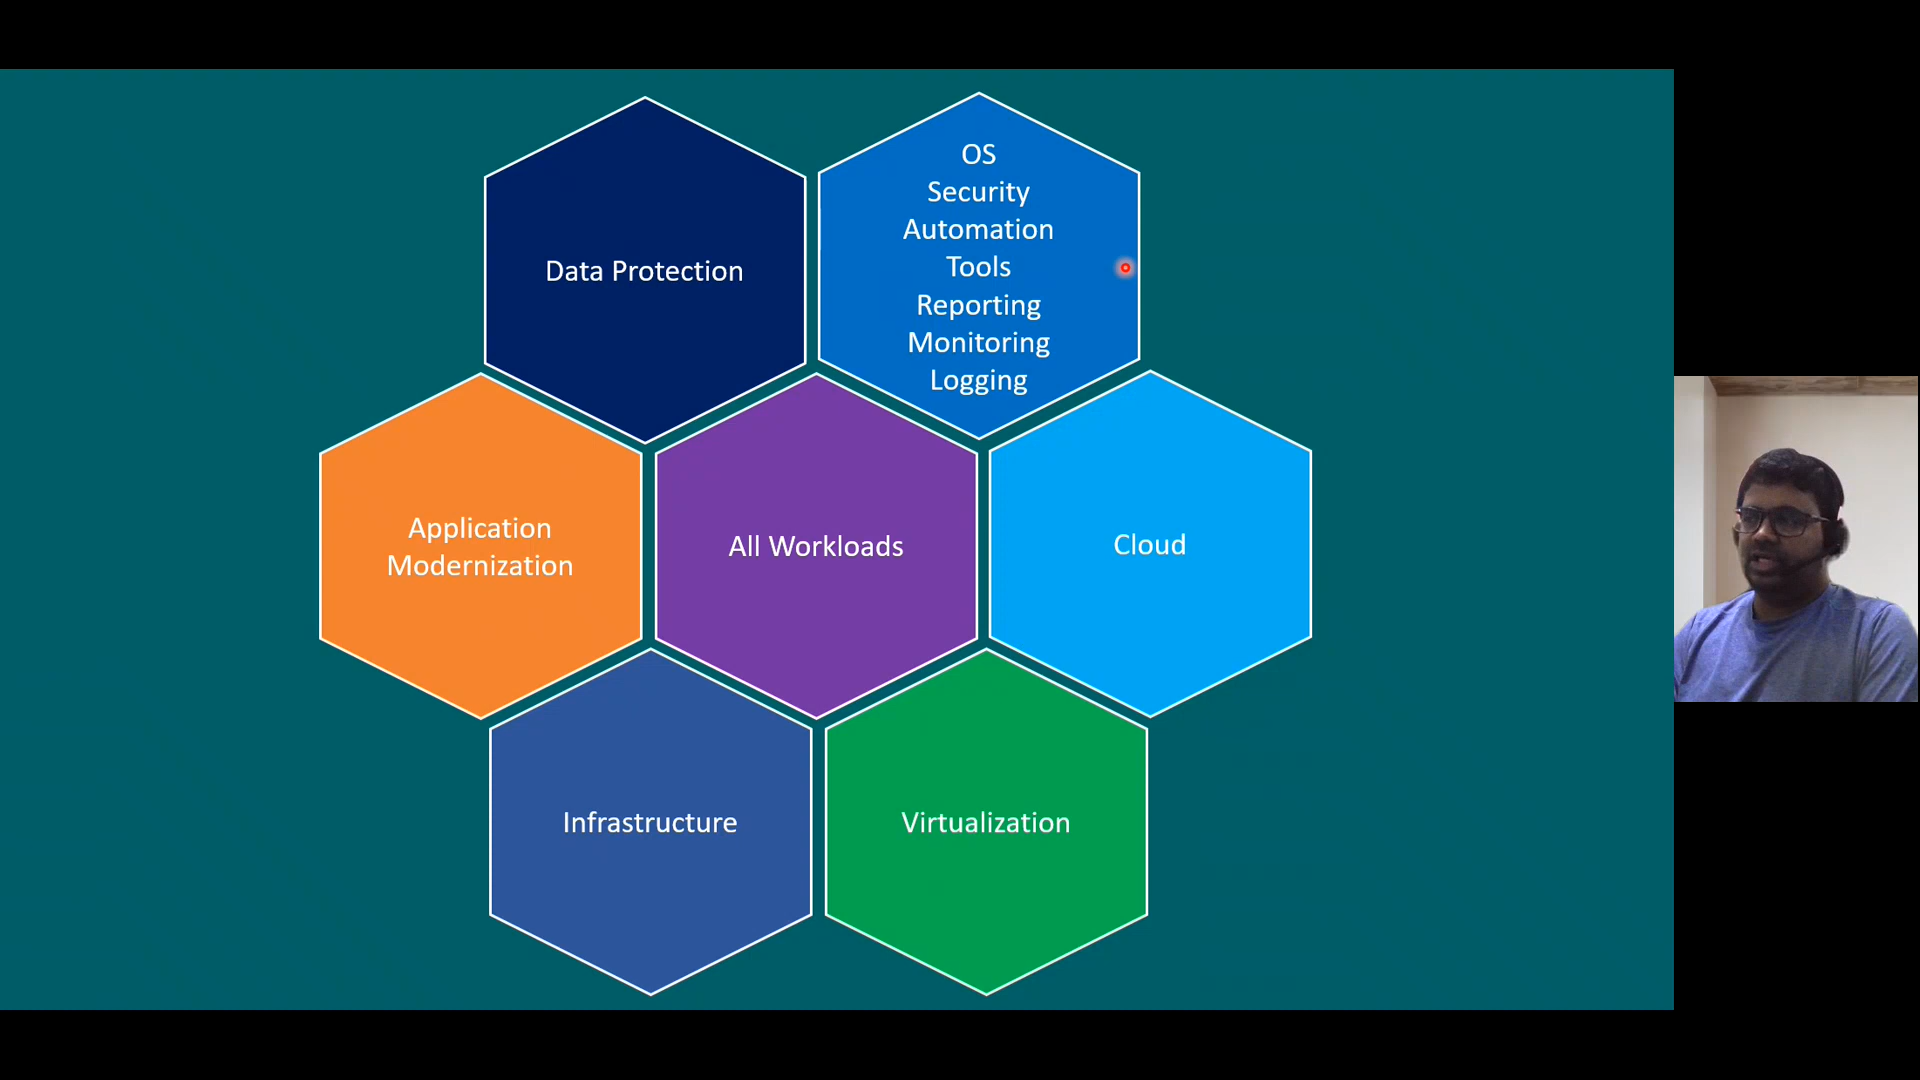 Data Protection
OS
Security
Automation
Tools
Reporting
Monitoring
Logging
Application
Modernization
All Workloads
Cloud
Infrastructure
Virtualization